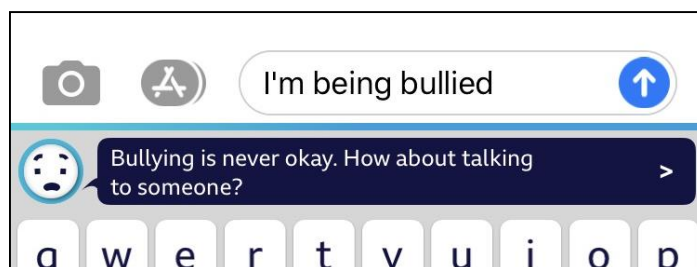 I'm being bullied
Bullying is never okay. How about talking
to someone?
>
q w e r t y u i o p